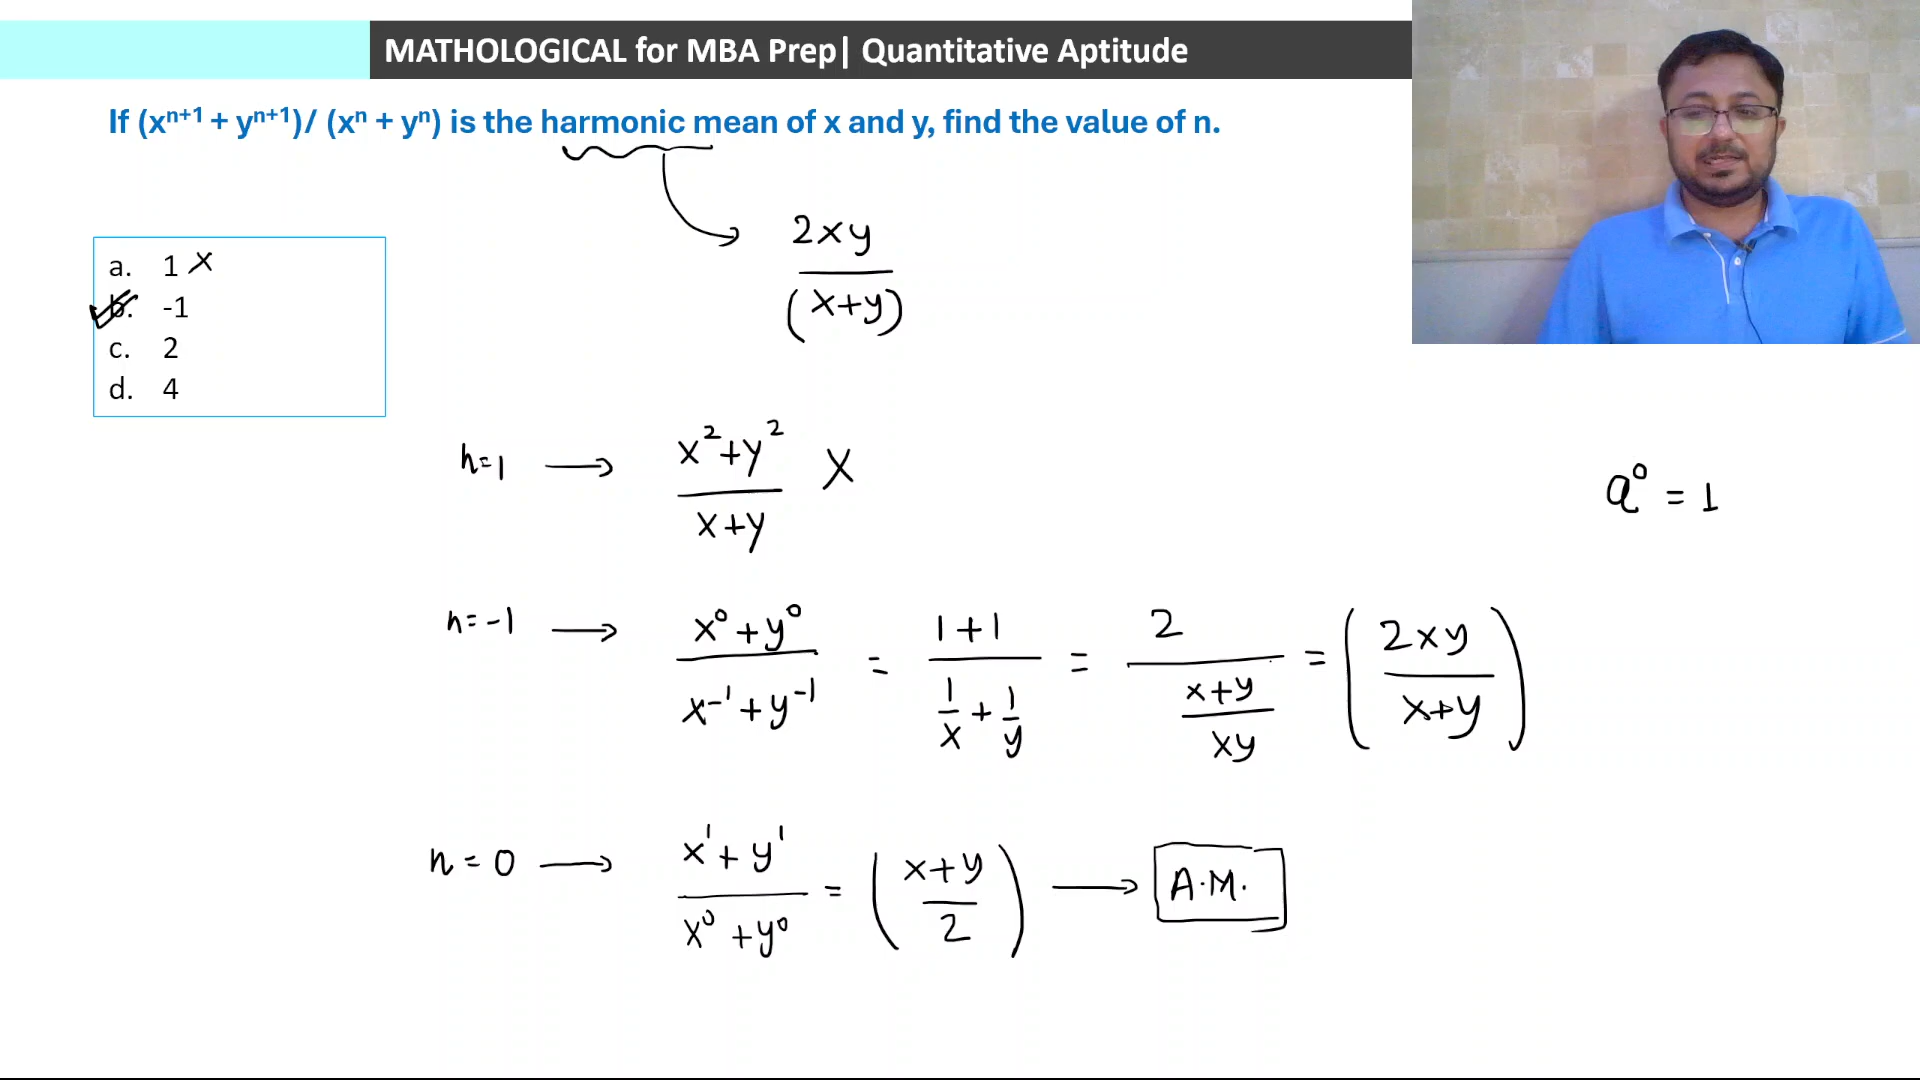 MATHOLOGICAL for MBA Prep| Quantitative Aptitude
If (xⁿ⁺¹ + yⁿ⁺¹)/ (xⁿ + yⁿ) is the harmonic mean of x and y, find the value of n.
2xy/(x+y)
a. 1 X
b. -1
c. 2
d. 4
n=1 → (x²+y²)/(x+y) X
a⁰ = 1
n=-1 → (x⁰+y⁰)/(x⁻¹+y⁻¹) = (1+1)/(1/x + 1/y) = 2/((x+y)/xy) = (2xy/(x+y))
n=0 → (x¹+y¹)/(x⁰+y⁰) = ((x+y)/2) → A.M.